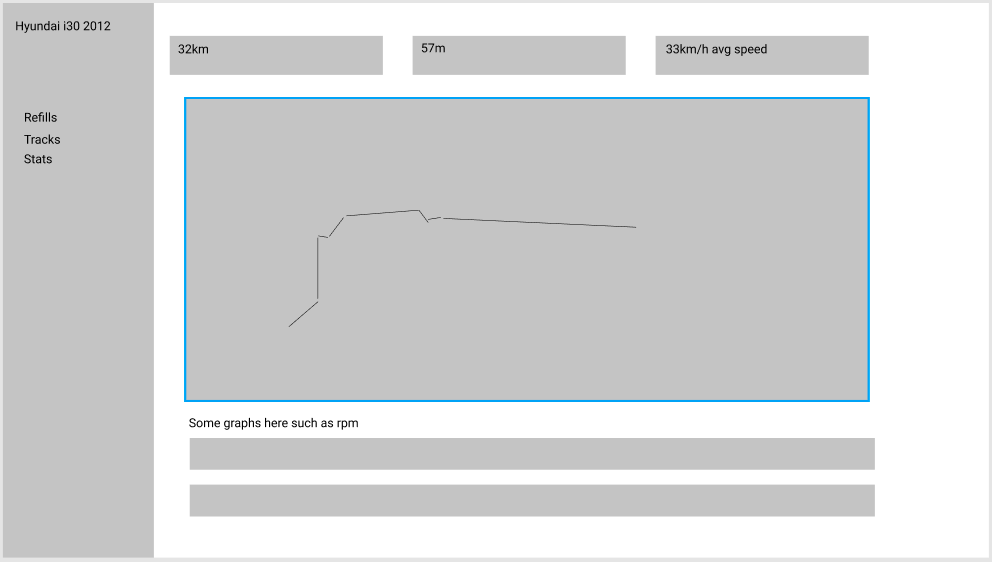 Hyundai i30 2012
Refills
Tracks
Stats
32km
57m
33km/h avg speed
Some graphs here such as rpm